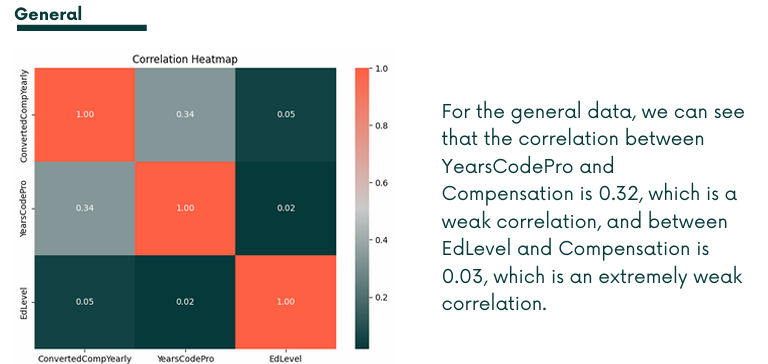 General
Correlation Heatmap
ConvertedCompYearly
1.00
0.34
0.05
YearsCodePro
0.34
1.00
0.02
EdLevel
0.05
0.02
1.00
ConvertedCompYearly YearsCodePro EdLevel
1.0
0.8
0.6
0.4
0.2
For the general data, we can see
that the correlation between
YearsCodePro and
Compensation is 0.32, which is a
weak correlation, and between
EdLevel and Compensation is
0.03, which is an extremely weak
correlation.